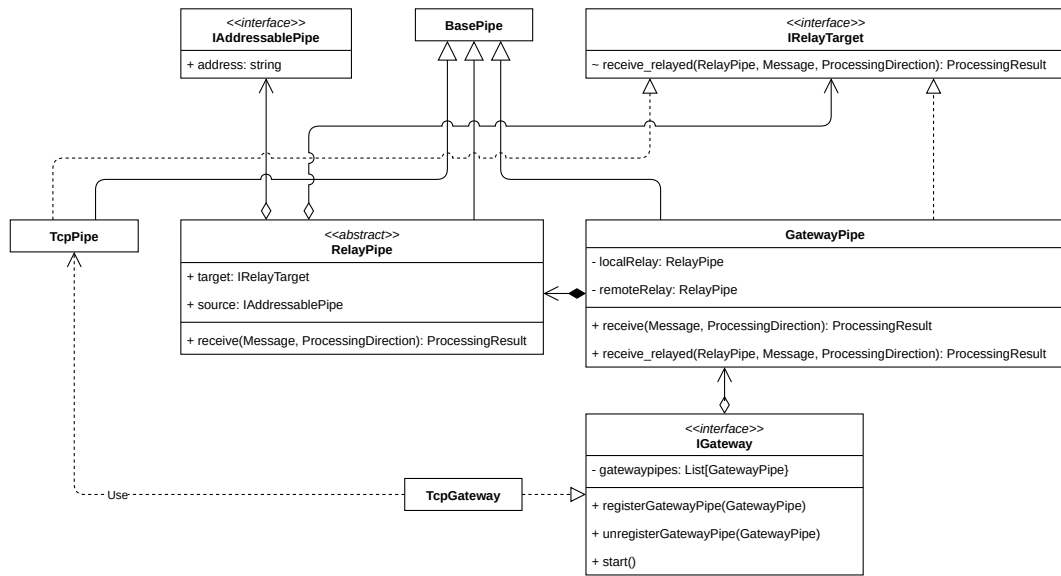 <<interface>>
IAddressablePipe
+ address: string
BasePipe
<<interface>>
IRelayTarget
~ receive_relayed(RelayPipe, Message, ProcessingDirection): ProcessingResult
TcpPipe
<<abstract>>
RelayPipe
+ target: IRelayTarget
+ source: IAddressablePipe
+ receive(Message, ProcessingDirection): ProcessingResult
GatewayPipe
- localRelay: RelayPipe
- remoteRelay: RelayPipe
+ receive(Message, ProcessingDirection): ProcessingResult
+ receive_relayed(RelayPipe, Message, ProcessingDirection): ProcessingResult
<<interface>>
IGateway
- gatewaypipes: List[GatewayPipe}
+ registerGatewayPipe(GatewayPipe)
+ unregisterGatewayPipe(GatewayPipe)
+ start()
Use
TcpGateway